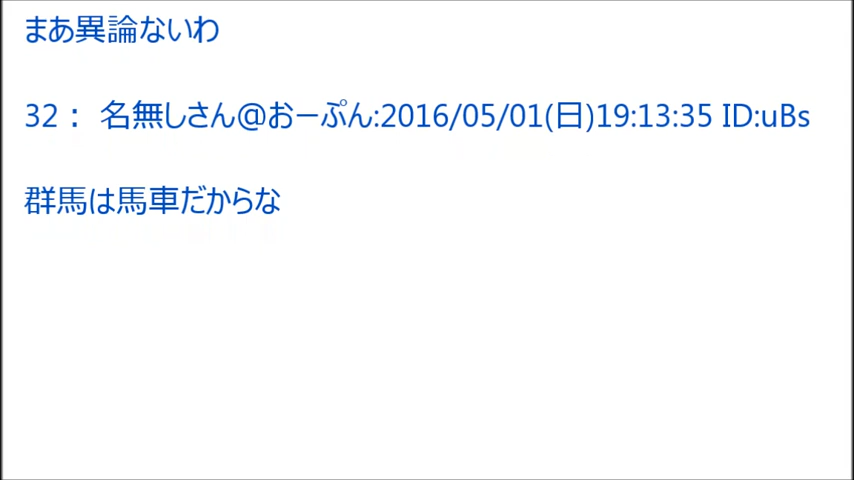 まあ異論ないわ
32： 名無しさん@おーぷん:2016/05/01(日)19:13:35 ID:uBs
群馬は馬車だからな